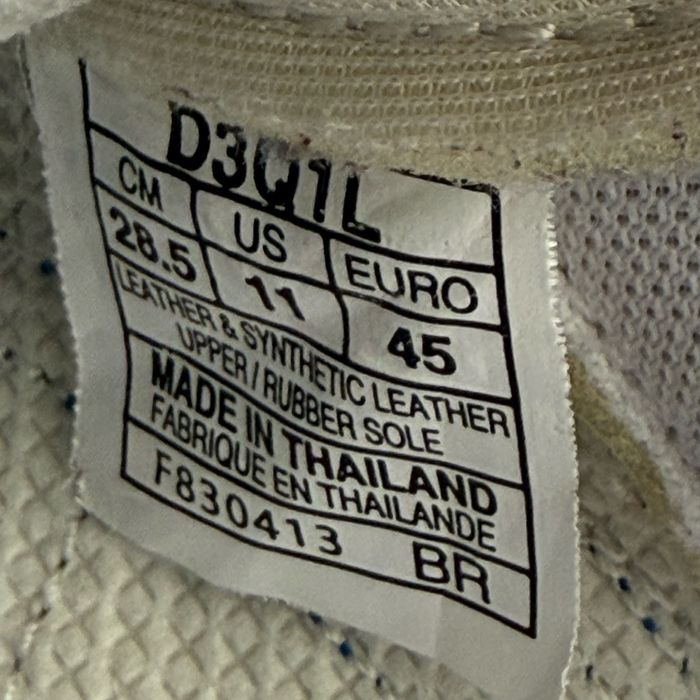 D3Q1L
CM US EURO
28.5 11 45
LEATHER & SYNTHETIC LEATHER
UPPER / RUBBER SOLE
MADE IN THAILAND
FABRIQUE EN THAILANDE
F830413 BR